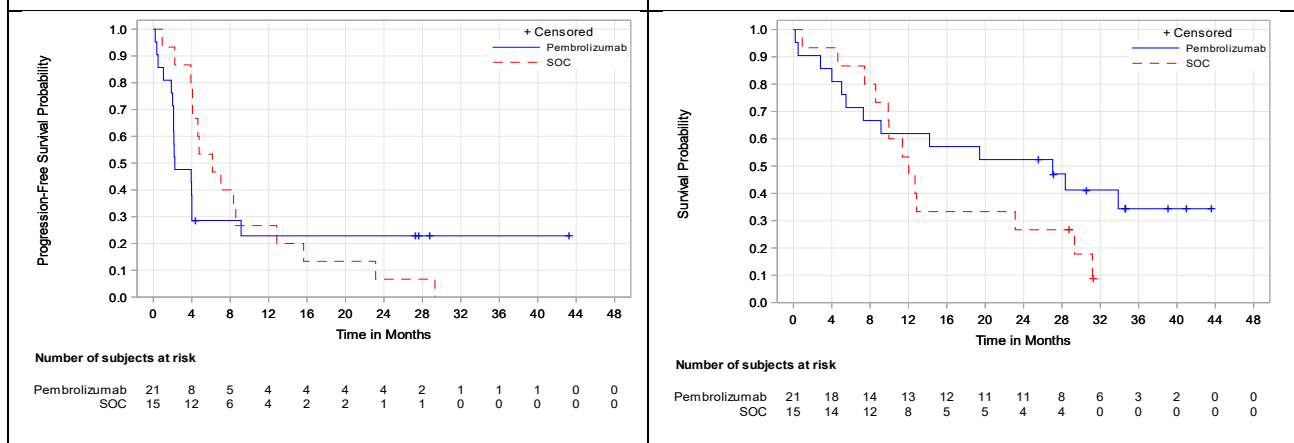 Progression-Free Survival Probability
1.0
0.9
0.8
0.7
0.6
0.5
0.4
0.3
0.2
0.1
0.0
+ Censored
Pembrolizumab
SOC
0 4 8 12 16 20 24 28 32 36 40 44 48
Time in Months
Number of subjects at risk
Pembrolizumab 21 8 5 4 4 4 4 2 1 1 1 0 0
SOC 15 12 6 4 2 2 1 1 0 0 0 0 0
Survival Probability
1.0
0.9
0.8
0.7
0.6
0.5
0.4
0.3
0.2
0.1
0.0
+ Censored
Pembrolizumab
SOC
0 4 8 12 16 20 24 28 32 36 40 44 48
Time in Months
Number of subjects at risk
Pembrolizumab 21 18 14 13 12 11 11 8 6 3 2 0 0
SOC 15 14 12 8 5 5 4 4 0 0 0 0 0